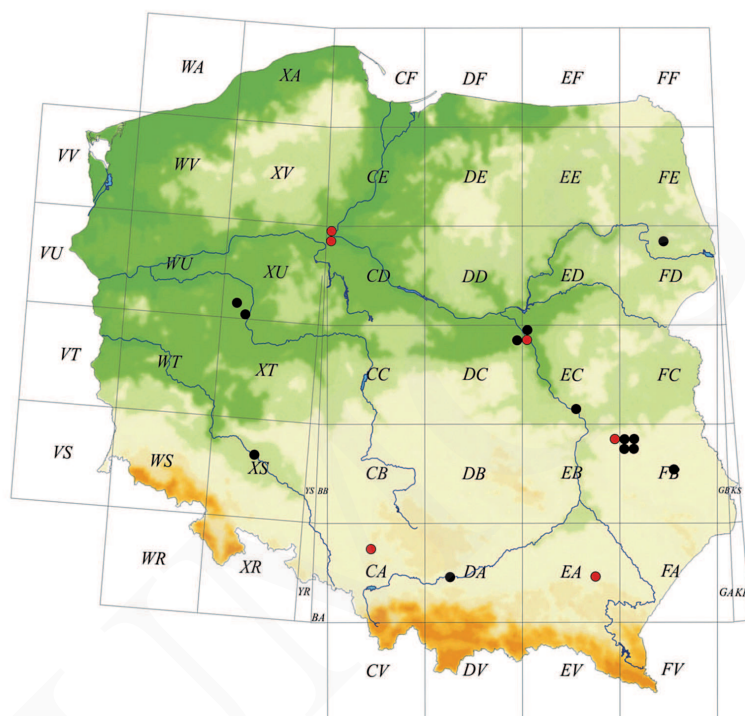 WA XA CF DF EF FF
VV WV XV CE DE EE FE
VU WU XU CD DD ED FD
VT WT XT CC DC EC FC
VS WS XS YS BB CB DB EB FB GB KS
WR XR YR BA CA DA EA FA GA
CV DV EV FV